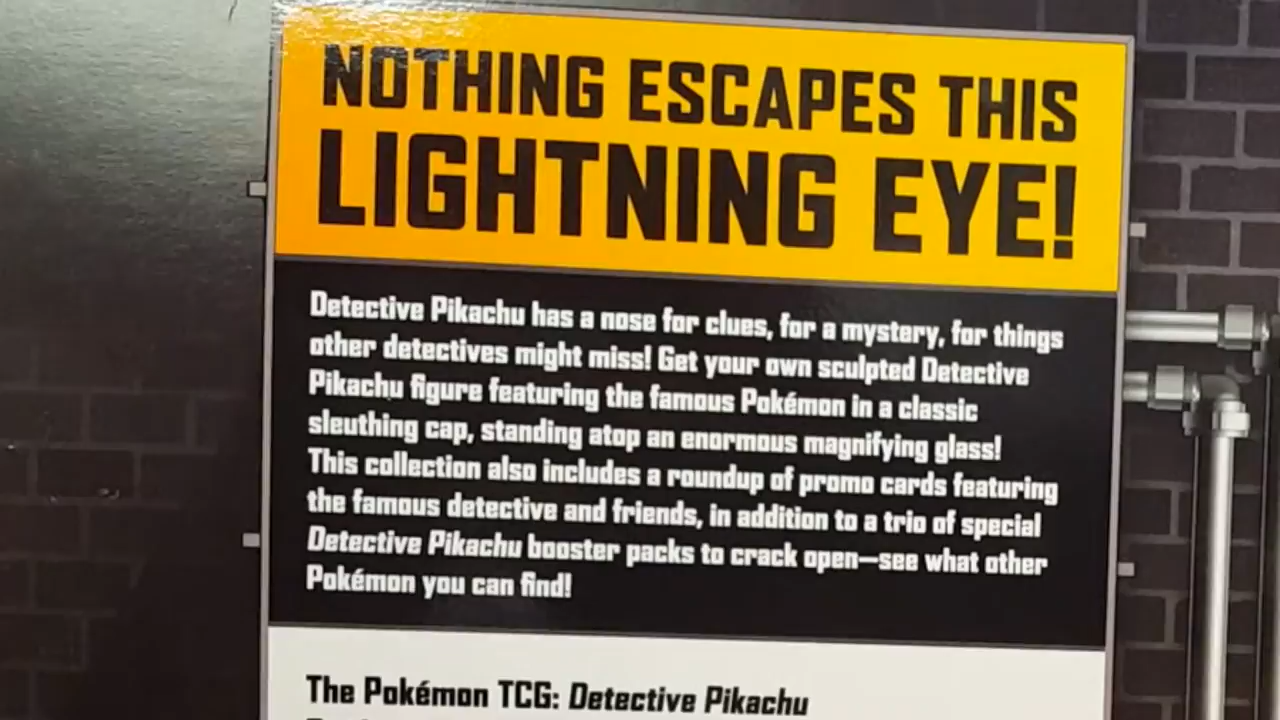 NOTHING ESCAPES THIS
LIGHTNING EYE!
Detective Pikachu has a nose for clues, for a mystery, for things
other detectives might miss! Get your own sculpted Detective
Pikachu figure featuring the famous Pokémon in a classic
sleuthing cap, standing atop an enormous magnifying glass!
This collection also includes a roundup of promo cards featuring
the famous detective and friends, in addition to a trio of special
Detective Pikachu booster packs to crack open—see what other
Pokémon you can find!
The Pokémon TCG: Detective Pikachu